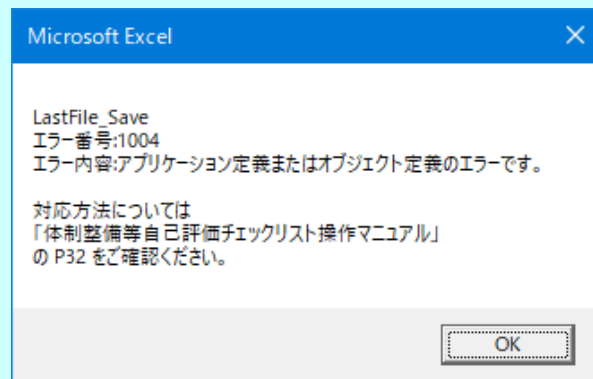 Microsoft Excel
LastFile_Save
エラー番号:1004
エラー内容:アプリケーション定義またはオブジェクト定義のエラーです。
対応方法については
「体制整備等自己評価チェックリスト操作マニュアル」
の P32 をご確認ください。
OK